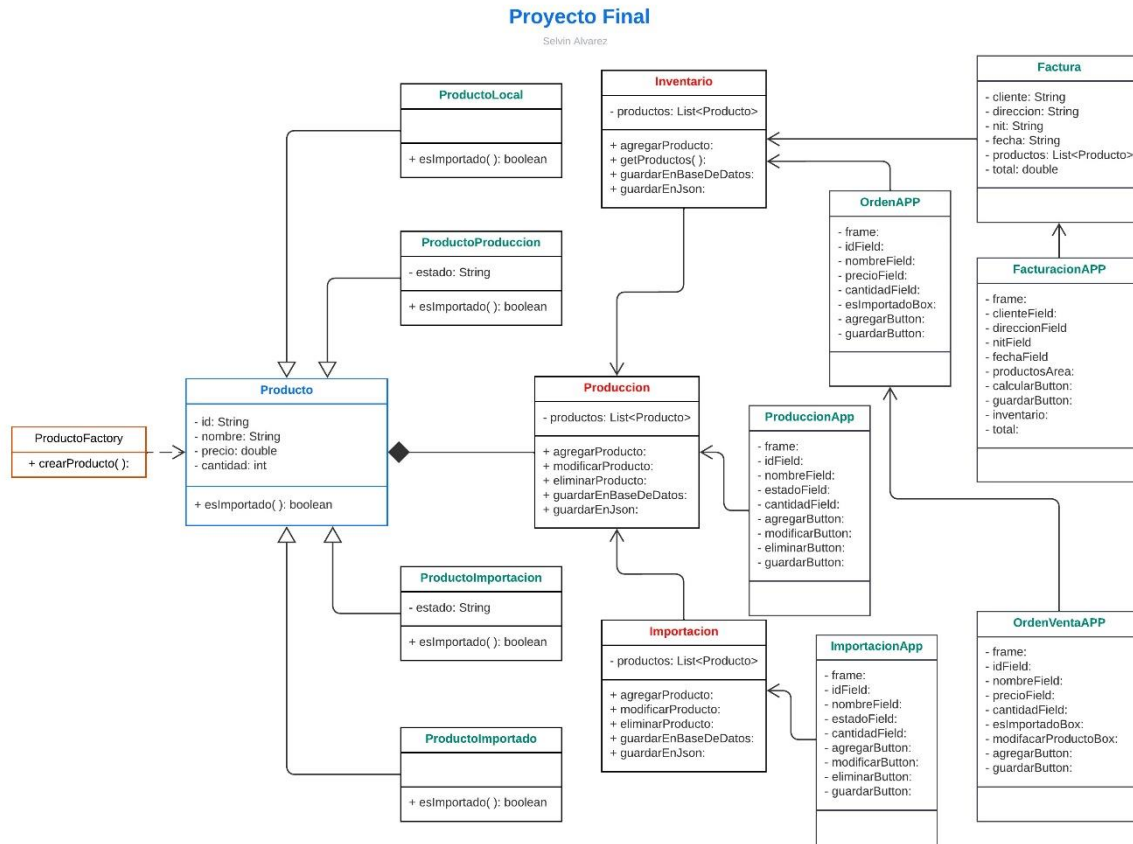 Proyecto Final
Selvin Alvarez
ProductoLocal
+ esImportado( ): boolean
ProductoProduccion
- estado: String
+ esImportado( ): boolean
ProductoFactory
+ crearProducto( ):
Producto
- id: String
- nombre: String
- precio: double
- cantidad: int
+ esImportado( ): boolean
ProductoImportacion
- estado: String
+ esImportado( ): boolean
ProductoImportado
+ esImportado( ): boolean
Inventario
- productos: List<Producto>
+ agregarProducto:
+ getProductos( ):
+ guardarEnBaseDeDatos:
+ guardarEnJson:
Produccion
- productos: List<Producto>
+ agregarProducto:
+ modificarProducto:
+ eliminarProducto:
+ guardarEnBaseDeDatos:
+ guardarEnJson:
Importacion
- productos: List<Producto>
+ agregarProducto:
+ modificarProducto:
+ eliminarProducto:
+ guardarEnBaseDeDatos:
+ guardarEnJson:
ProduccionApp
- frame:
- idField:
- nombreField:
- estadoField:
- cantidadField:
- agregarButton:
- modificarButton:
- eliminarButton:
- guardarButton:
ImportacionApp
- frame:
- idField:
- nombreField:
- estadoField:
- cantidadField:
- agregarButton:
- modificarButton:
- eliminarButton:
- guardarButton:
OrdenAPP
- frame:
- idField:
- nombreField:
- precioField:
- cantidadField:
- esImportadoBox:
- agregarButton:
- guardarButton:
Factura
- cliente: String
- direccion: String
- nit: String
- fecha: String
- productos: List<Producto>
- total: double
FacturacionAPP
- frame:
- clienteField:
- direccionField
- nitField
- fechaField
- productosArea:
- calcularButton:
- guardarButton:
- inventario:
- total:
OrdenVentaAPP
- frame:
- idField:
- nombreField:
- precioField:
- cantidadField:
- esImportadoBox:
- modifacarProductoBox:
- agregarButton:
- guardarButton: